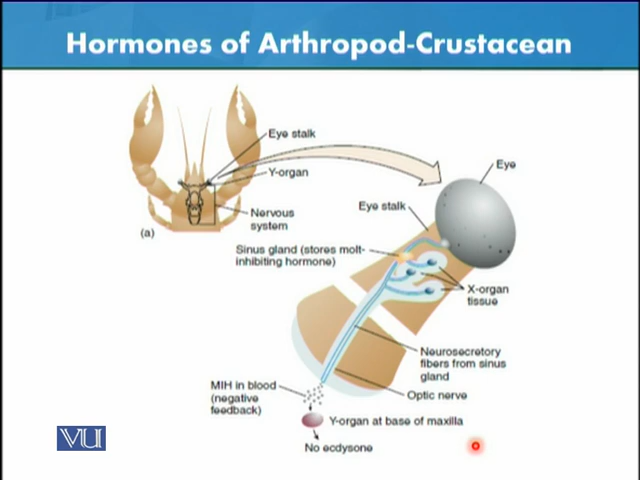 Hormones of Arthropod-Crustacean
Eye stalk
Y-organ
Nervous
system
(a)
Eye
Eye stalk
Sinus gland (stores molt-
inhibiting hormone)
X-organ
tissue
Neurosecretory
fibers from sinus
gland
Optic nerve
MIH in blood
(negative
feedback)
Y-organ at base of maxilla
No ecdysone
VU